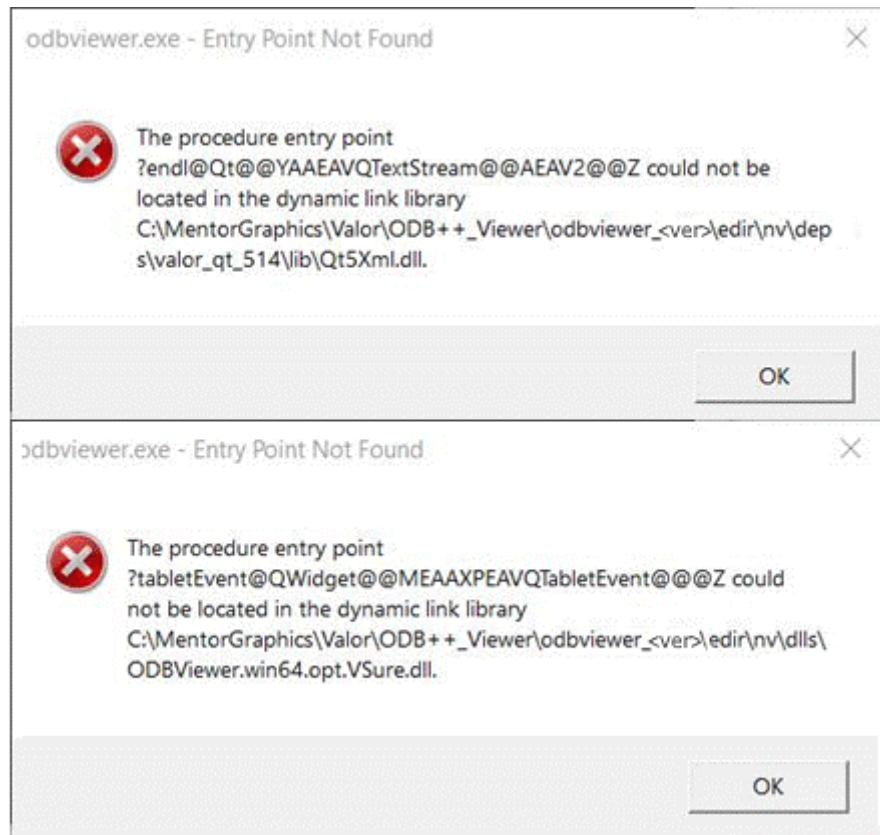 odbviewer.exe - Entry Point Not Found
The procedure entry point
?endl@Qt@@YAAEAVQTextStream@@AEAV2@@Z could not be
located in the dynamic link library
C:\MentorGraphics\Valor\ODB++_Viewer\odbviewer_<ver>\edir\nv\dep
s\valor_qt_514\lib\Qt5Xml.dll.
OK
odbviewer.exe - Entry Point Not Found
The procedure entry point
?tabletEvent@QWidget@@MEAAXPEAVQTabletEvent@@@Z could
not be located in the dynamic link library
C:\MentorGraphics\Valor\ODB++_Viewer\odbviewer_<ver>\edir\nv\dlls\
ODBViewer.win64.opt.VSure.dll.
OK